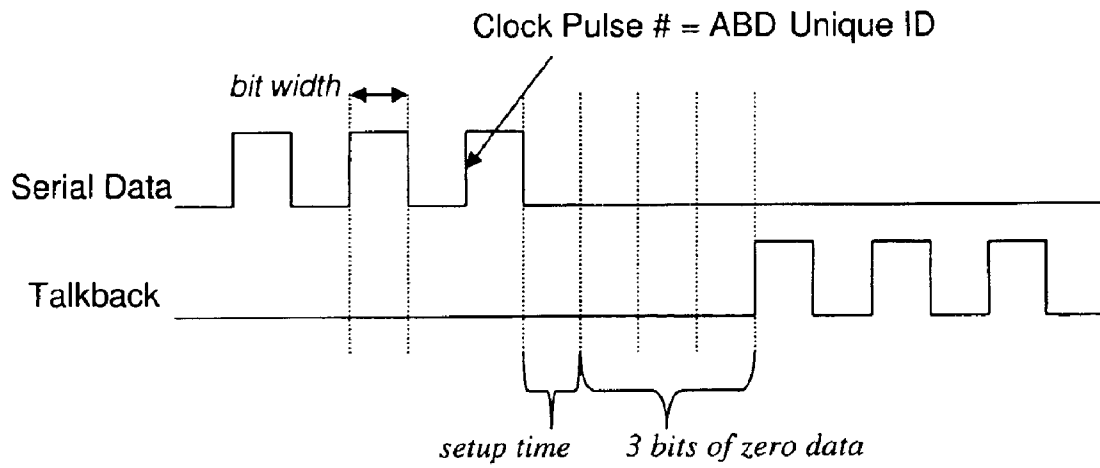 Clock Pulse # = ABD Unique ID
bit width
Serial Data
Talkback
setup time
3 bits of zero data